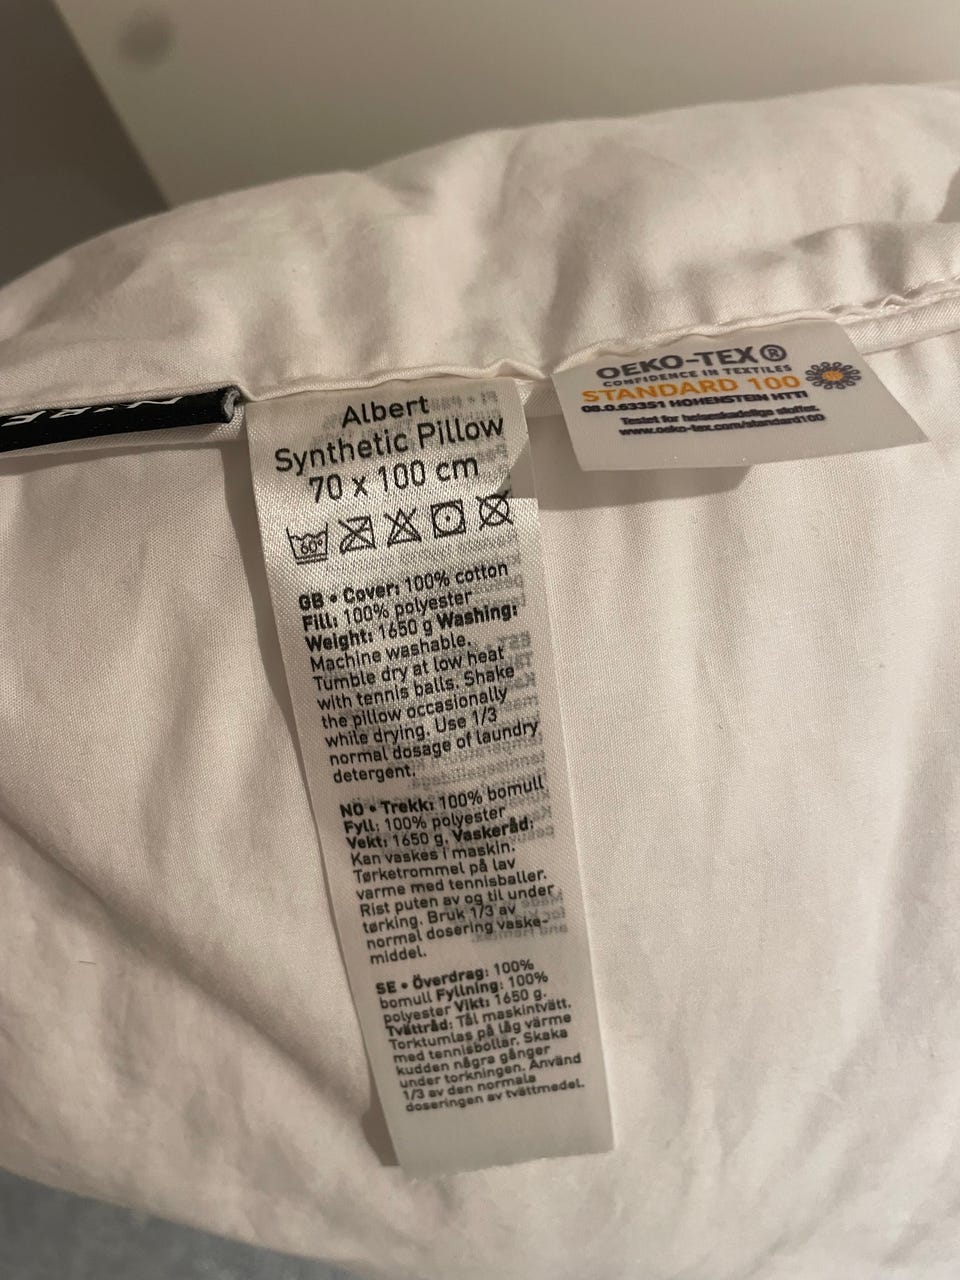 Albert
Synthetic Pillow
70 x 100 cm
60°
GB • Cover: 100% cotton
Fill: 100% polyester
Weight: 1650 g Washing:
Machine washable.
Tumble dry at low heat
with tennis balls. Shake
the pillow occasionally
while drying. Use 1/3
normal dosage of laundry
detergent.
NO • Trekk: 100% bomull
Fyll: 100% polyester
Vekt: 1650 g. Vaskeråd:
Kan vaskes i maskin.
Tørketrommel på lav
varme med tennisballer.
Rist puten av og til under
tørking. Bruk 1/3 av
normal dosering vaske-
middel.
SE • Överdrag: 100%
bomull Fyllning: 100%
polyester Vikt: 1650 g.
Tvättråd: Tål maskintvätt.
Torktumlas på låg värme
med tennisbollar. Skaka
kudden några gånger
under torkningen. Använd
1/3 av den normala
doseringen av tvättmedel.
OEKO-TEX®
CONFIDENCE IN TEXTILES
STANDARD 100
08.0.63351 HOHENSTEIN HTTI
Testet for helseskadelige stoffer.
www.oeko-tex.com/standard100